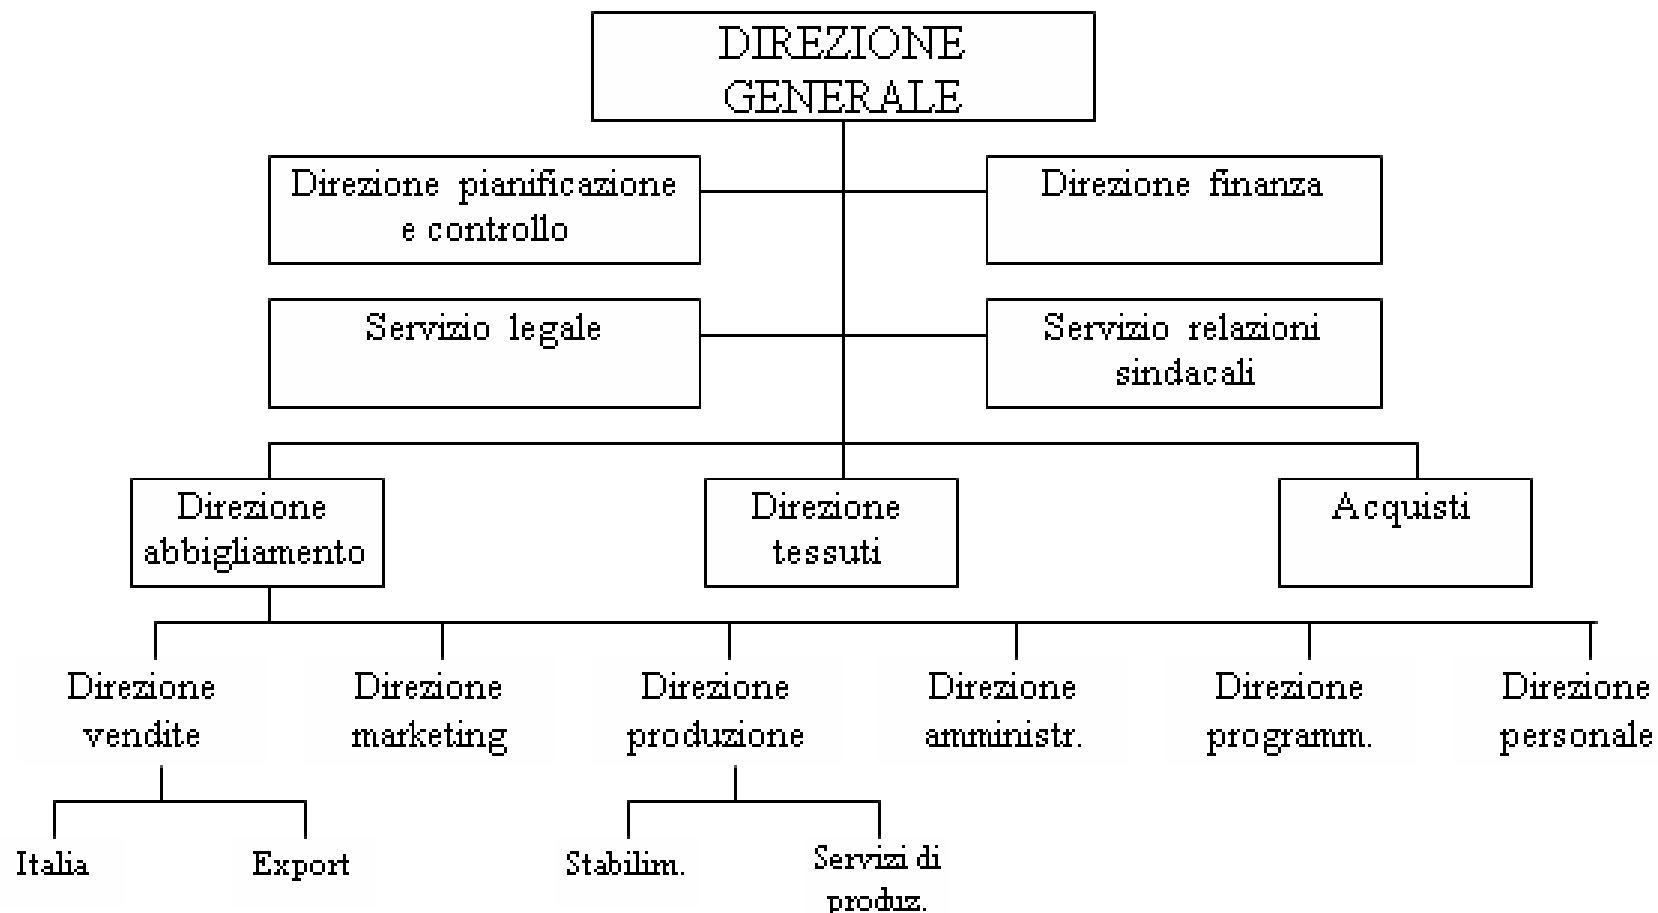 DIREZIONE
GENERALE
Direzione pianificazione
e controllo
Direzione finanza
Servizio legale
Servizio relazioni
sindacali
Direzione
abbigliamento
Direzione
tessuti
Acquisti
Direzione
vendite
Direzione
marketing
Direzione
produzione
Direzione
amministr.
Direzione
programm.
Direzione
personale
Italia
Export
Stabilim.
Servizi di
produz.